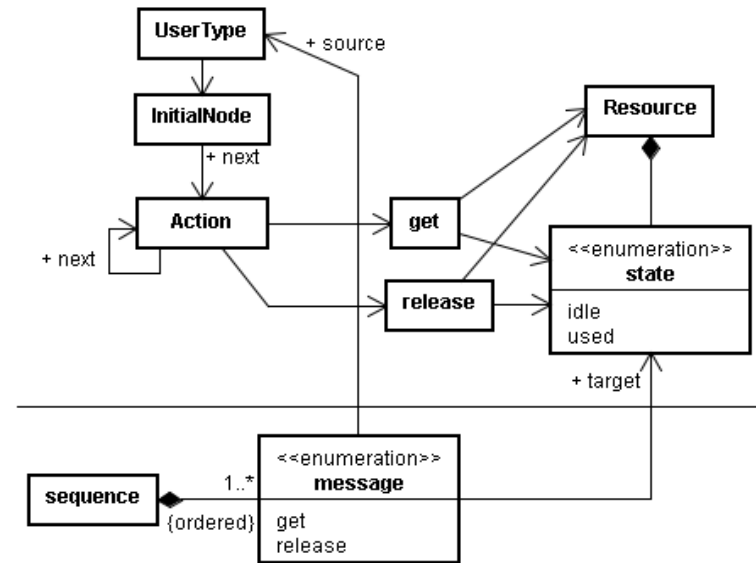 UserType
+ source
InitialNode
Resource
+ next
Action
get
+ next
<<enumeration>>
state
release
idle
used
+ target
<<enumeration>>
message
sequence
1..*
{ordered}
get
release